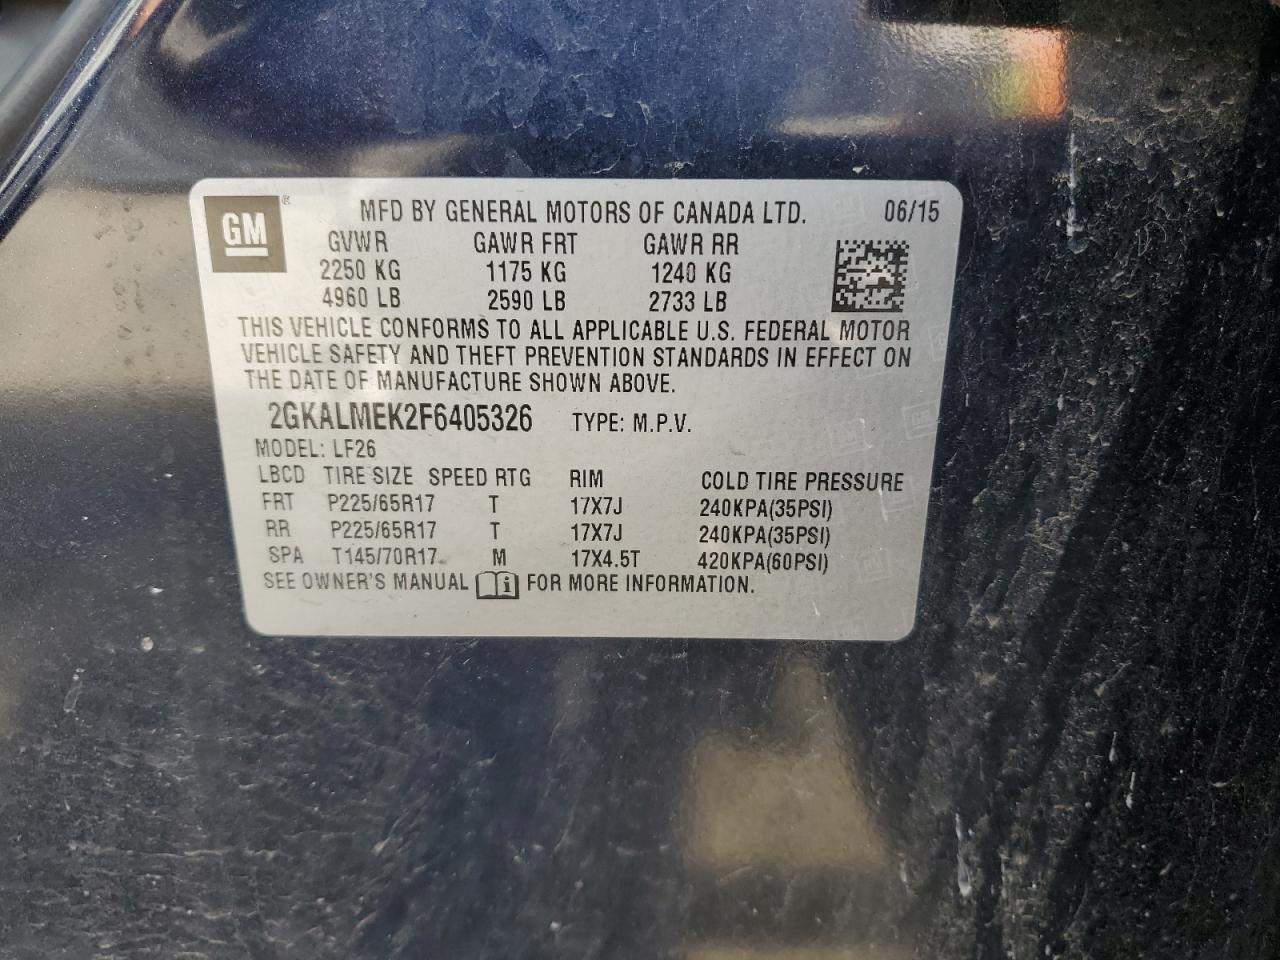 GM ® MFD BY GENERAL MOTORS OF CANADA LTD. 06/15
GVWR GAWR FRT GAWR RR
2250 KG 1175 KG 1240 KG
4960 LB 2590 LB 2733 LB
THIS VEHICLE CONFORMS TO ALL APPLICABLE U.S. FEDERAL MOTOR
VEHICLE SAFETY AND THEFT PREVENTION STANDARDS IN EFFECT ON
THE DATE OF MANUFACTURE SHOWN ABOVE.
2GKALMEK2F6405326 TYPE: M.P.V.
MODEL: LF26
LBCD TIRE SIZE SPEED RTG RIM COLD TIRE PRESSURE
FRT P225/65R17 T 17X7J 240KPA(35PSI)
RR P225/65R17 T 17X7J 240KPA(35PSI)
SPA T145/70R17 M 17X4.5T 420KPA(60PSI)
SEE OWNER'S MANUAL i FOR MORE INFORMATION.